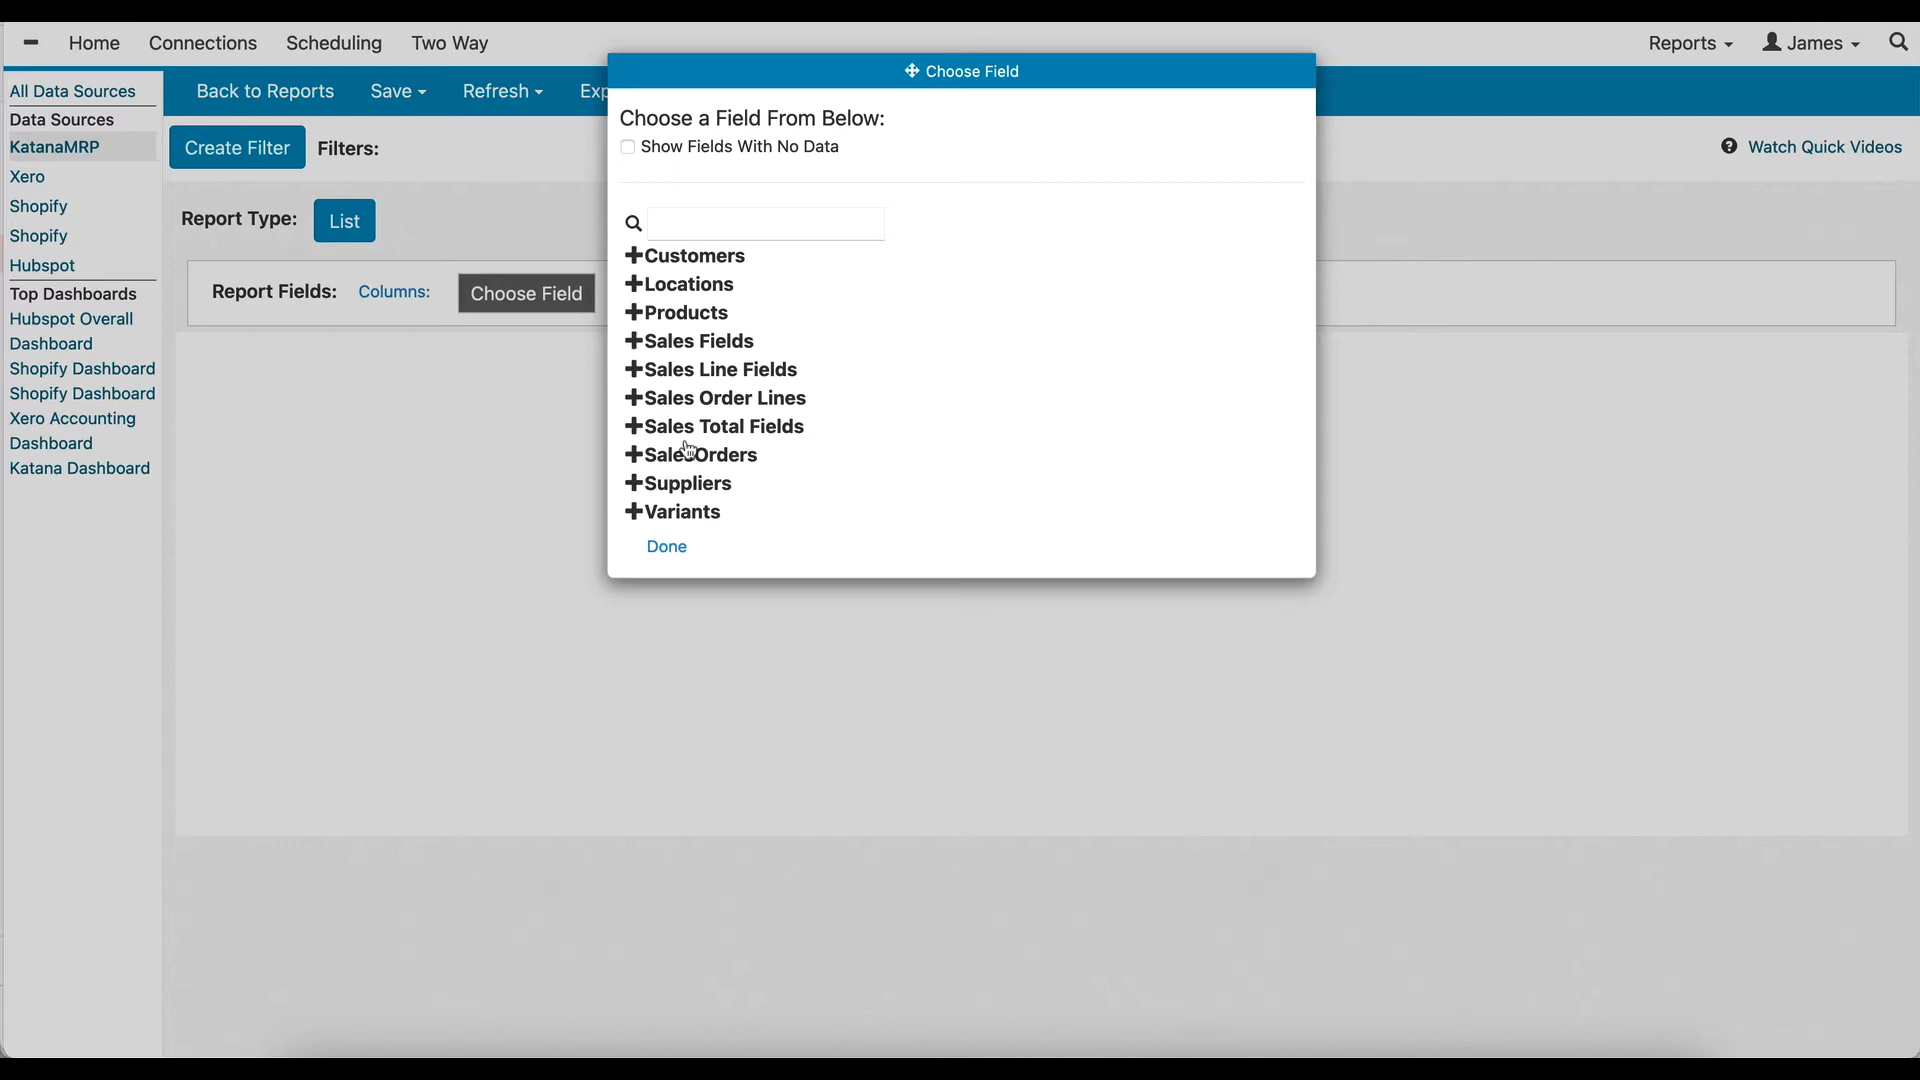 Home Connections Scheduling Two Way
Reports James
Choose Field
All Data Sources
Data Sources
KatanaMRP
Xero
Shopify
Shopify
Hubspot
Top Dashboards
Hubspot Overall
Dashboard
Shopify Dashboard
Shopify Dashboard
Xero Accounting
Dashboard
Katana Dashboard
Back to Reports Save Refresh Exp
Create Filter Filters:
Watch Quick Videos
Report Type: List
Report Fields: Columns: Choose Field
Choose a Field From Below:
Show Fields With No Data
Customers
Locations
Products
Sales Fields
Sales Line Fields
Sales Order Lines
Sales Total Fields
Sales Orders
Suppliers
Variants
Done